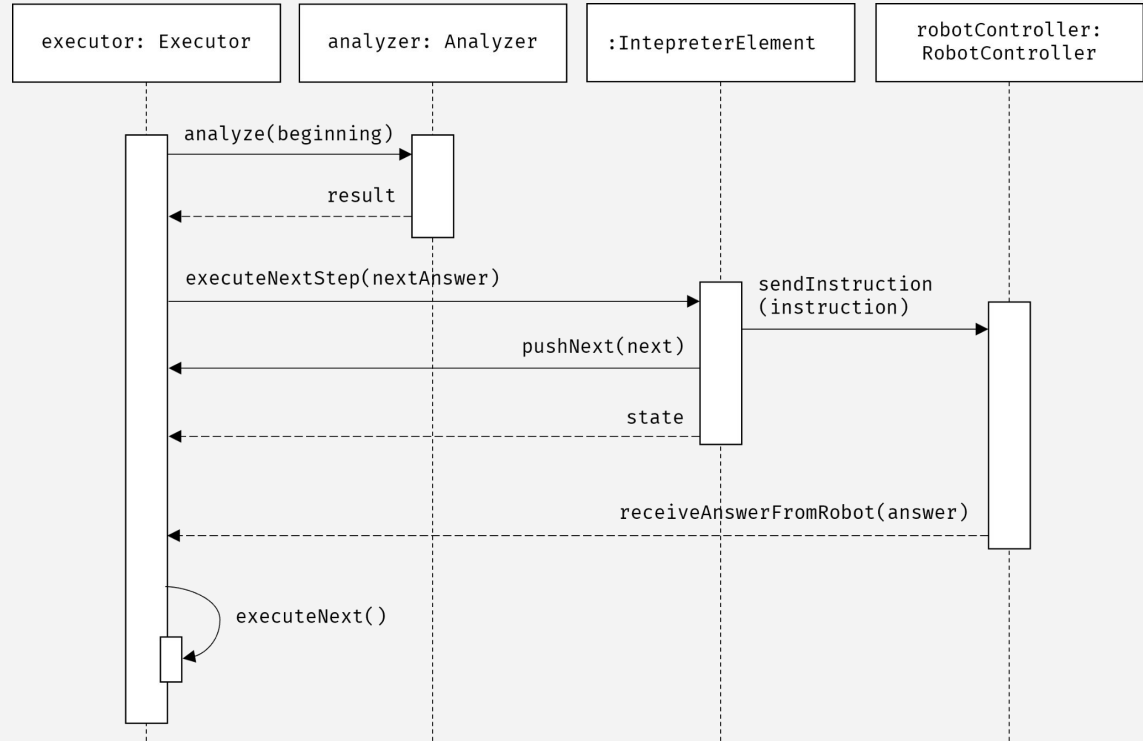 executor: Executor
analyzer: Analyzer
:IntepreterElement
robotController:
RobotController
analyze(beginning)
result
executeNextStep(nextAnswer)
sendInstruction
(instruction)
pushNext(next)
state
receiveAnswerFromRobot(answer)
executeNext()